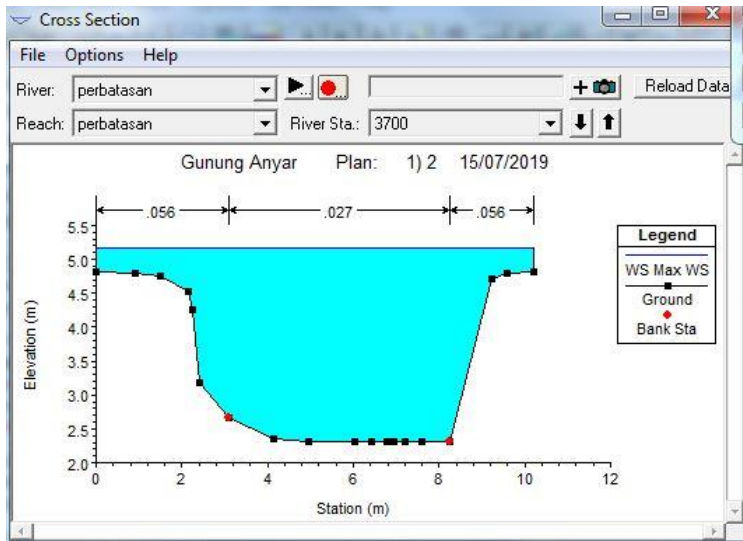 Cross Section
File Options Help
River: perbatasan
Reload Data
Reach: perbatasan River Sta.: 3700
Gunung Anyar Plan: 1) 2 15/07/2019
.056 .027 .056
5.5
5.0
4.5
4.0
3.5
3.0
2.5
2.0
Elevation (m)
0 2 4 6 8 10 12
Station (m)
Legend
WS Max WS
Ground
Bank Sta